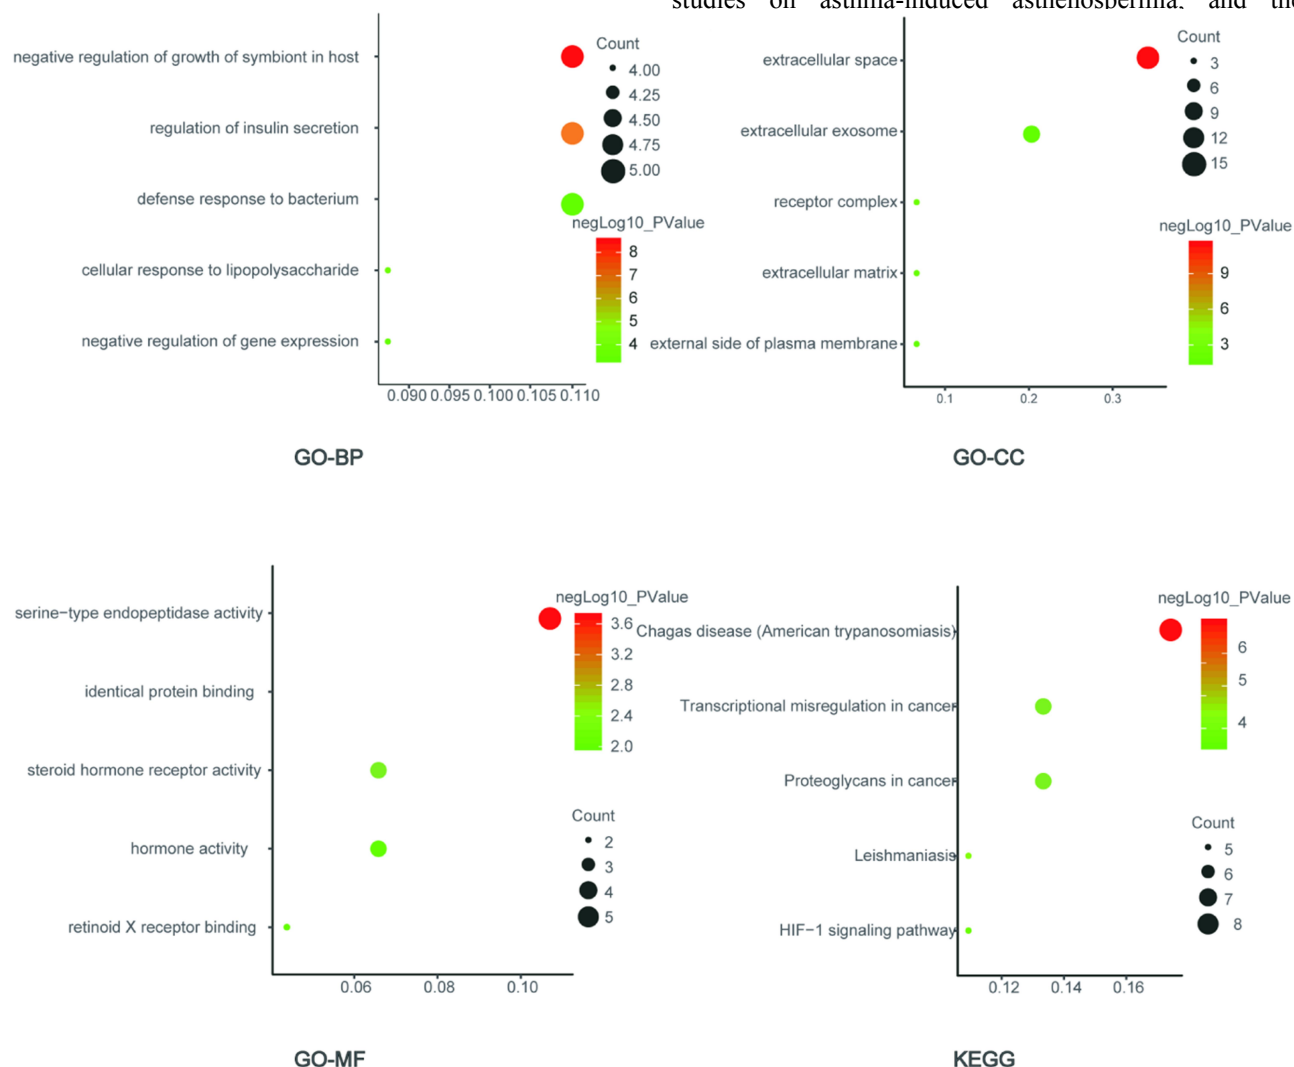 studies on asthma-induced asthenospermia, and the
negative regulation of growth of symbiont in host
regulation of insulin secretion
defense response to bacterium
cellular response to lipopolysaccharide
negative regulation of gene expression
0.090 0.095 0.100 0.105 0.110
Count
4.00
4.25
4.50
4.75
5.00
negLog10_PValue
8
7
6
5
4
GO-BP
extracellular space
extracellular exosome
receptor complex
extracellular matrix
external side of plasma membrane
0.1 0.2 0.3
Count
3
6
9
12
15
negLog10_PValue
9
6
3
GO-CC
serine−type endopeptidase activity
identical protein binding
steroid hormone receptor activity
hormone activity
retinoid X receptor binding
0.06 0.08 0.10
negLog10_PValue
3.6
3.2
2.8
2.4
2.0
Count
2
3
4
5
GO-MF
Chagas disease (American trypanosomiasis)
Transcriptional misregulation in cancer
Proteoglycans in cancer
Leishmaniasis
HIF−1 signaling pathway
0.12 0.14 0.16
negLog10_PValue
6
5
4
Count
5
6
7
8
KEGG